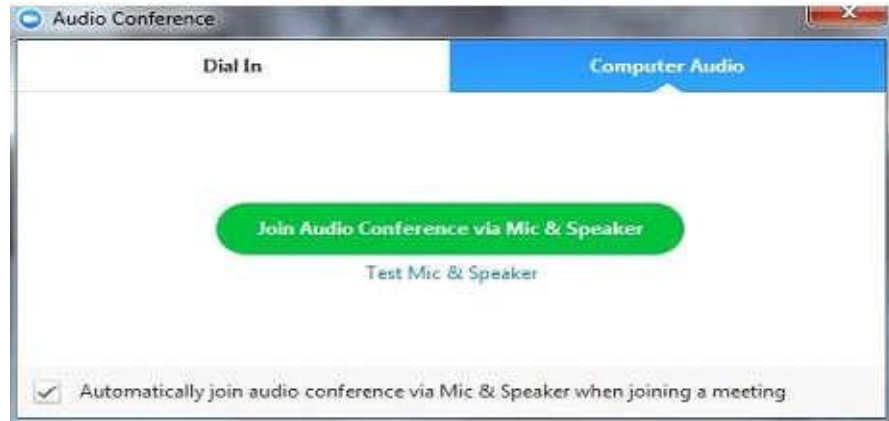 Audio Conference
Dial In
Computer Audio
Join Audio Conference via Mic & Speaker
Test Mic & Speaker
Automatically join audio conference via Mic & Speaker when joining a meeting